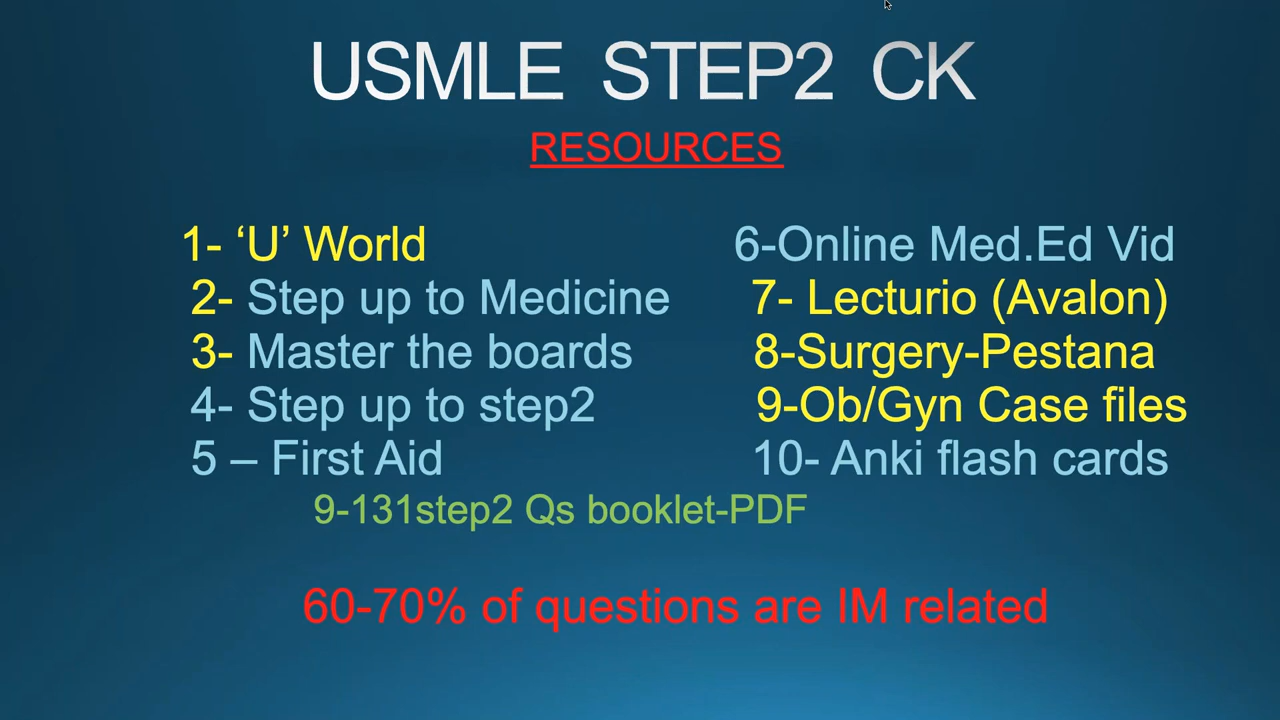 USMLE STEP2 CK
RESOURCES
1- ‘U’ World
2- Step up to Medicine
3- Master the boards
4- Step up to step2
5 – First Aid
6-Online Med.Ed Vid
7- Lecturio (Avalon)
8-Surgery-Pestana
9-Ob/Gyn Case files
10- Anki flash cards
9-131step2 Qs booklet-PDF
60-70% of questions are IM related